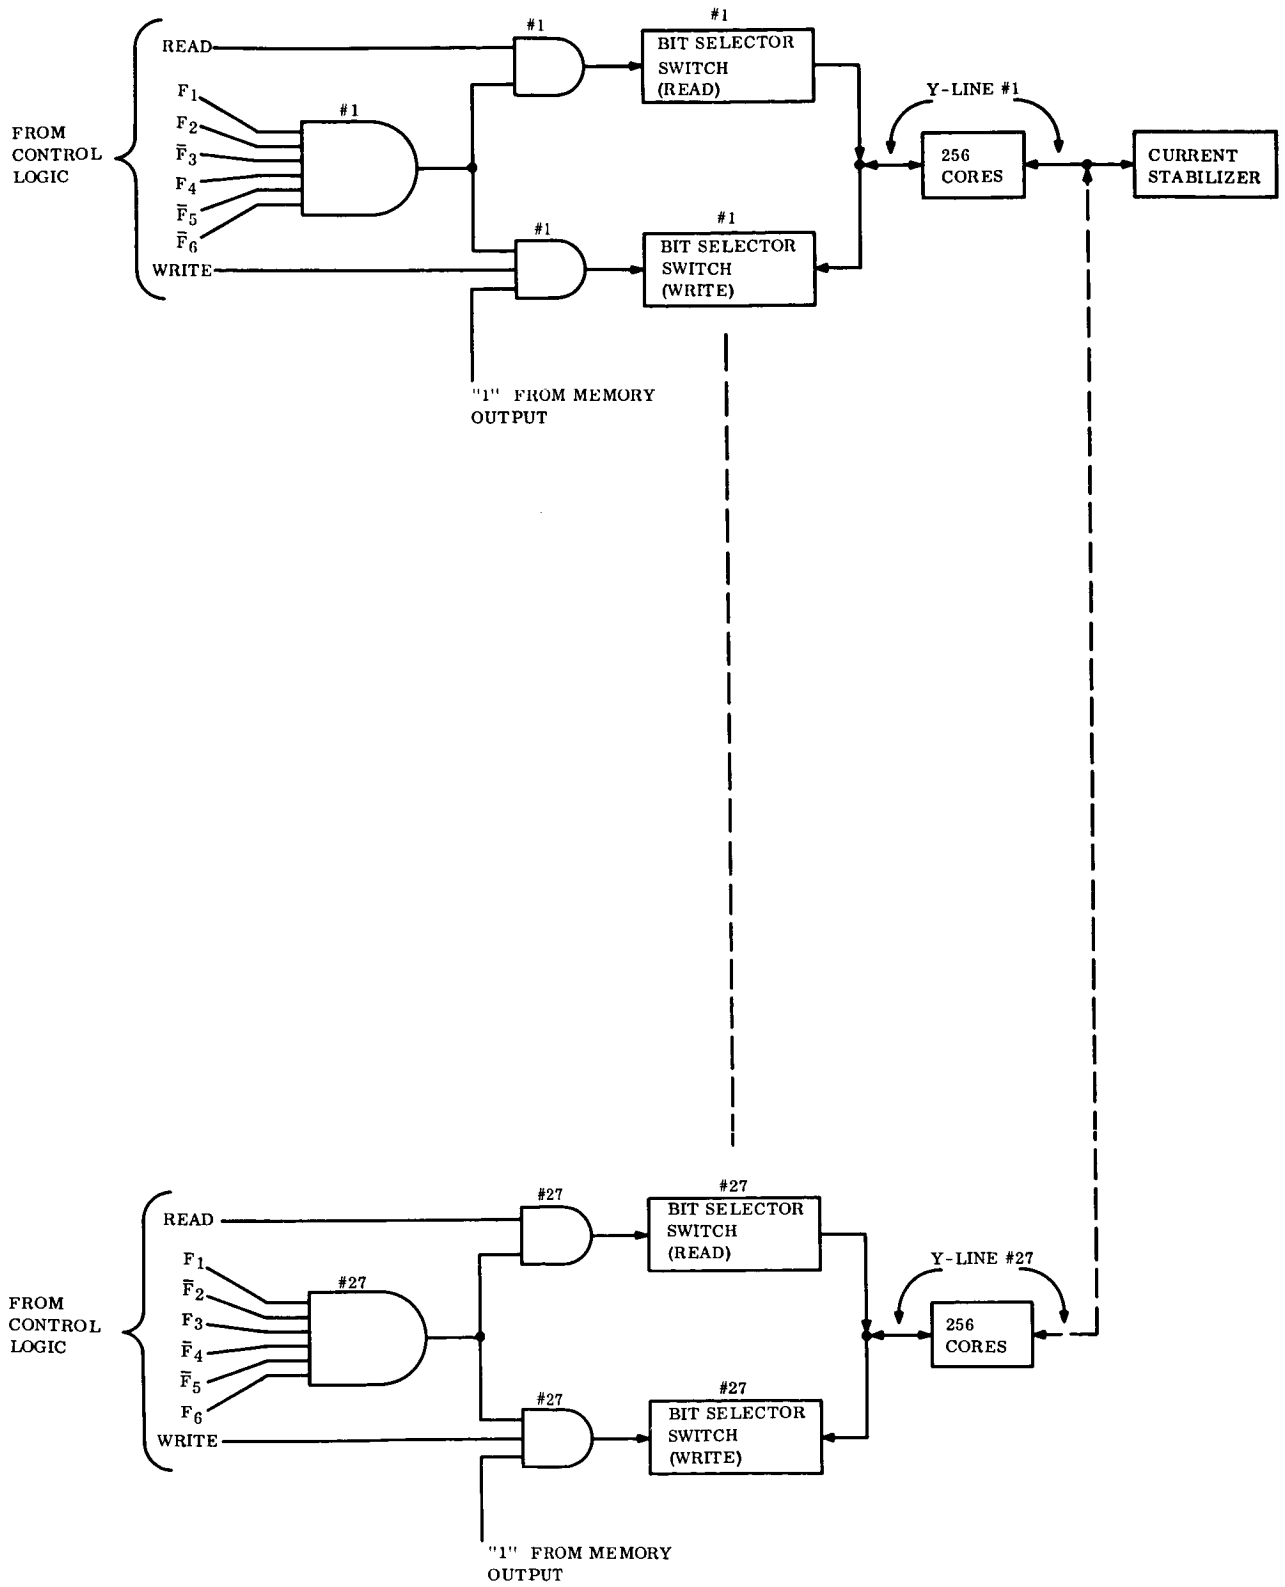 #1
#1
READ
BIT SELECTOR
SWITCH
(READ)
F1
F2
F̅3
F4
F̅5
F̅6
#1
FROM
CONTROL
LOGIC
Y-LINE #1
256
CORES
CURRENT
STABILIZER
WRITE
#1
#1
BIT SELECTOR
SWITCH
(WRITE)
"1" FROM MEMORY
OUTPUT
#27
#27
READ
BIT SELECTOR
SWITCH
(READ)
F1
F̅2
F3
F̅4
F̅5
F6
#27
FROM
CONTROL
LOGIC
Y-LINE #27
256
CORES
WRITE
#27
#27
BIT SELECTOR
SWITCH
(WRITE)
"1" FROM MEMORY
OUTPUT